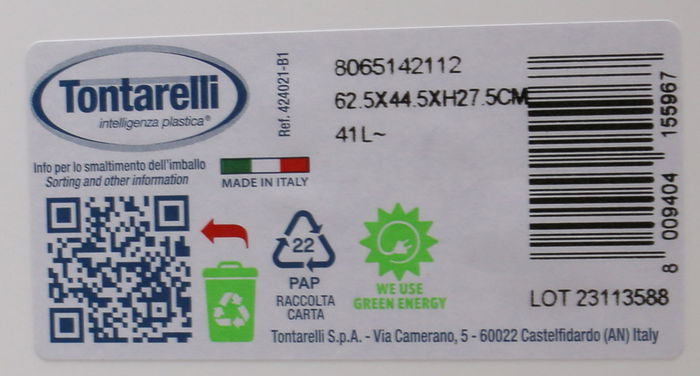 Tontarelli
intelligenza plastica®
Ref. 424021-B1
8065142112
62.5X44.5XH27.5CM
41L~
Info per lo smaltimento dell'imballo
Sorting and other information
MADE IN ITALY
22
PAP
RACCOLTA
CARTA
WE USE
GREEN ENERGY
8 009404 155967
LOT 23113588
Tontarelli S.p.A. - Via Camerano, 5 - 60022 Castelfidardo (AN) Italy